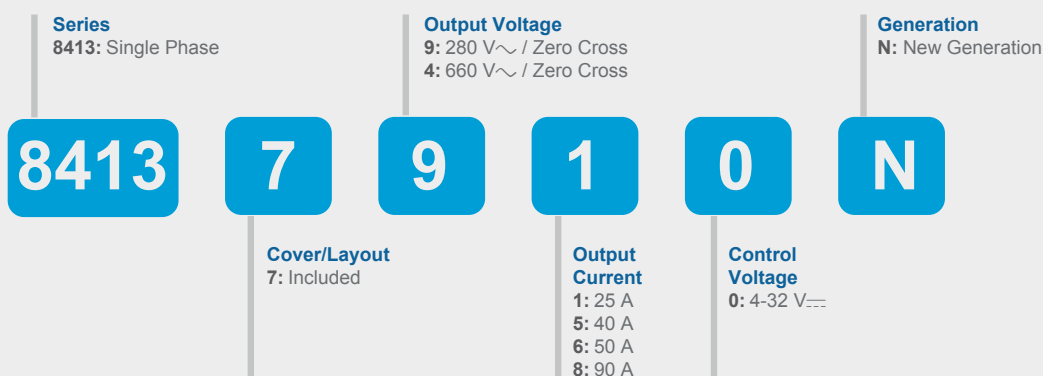 Series
8413: Single Phase
Output Voltage
9: 280 V~ / Zero Cross
4: 660 V~ / Zero Cross
Generation
N: New Generation
8413 7 9 1 0 N
Cover/Layout
7: Included
Output
Current
1: 25 A
5: 40 A
6: 50 A
8: 90 A
Control
Voltage
0: 4-32 V⎓